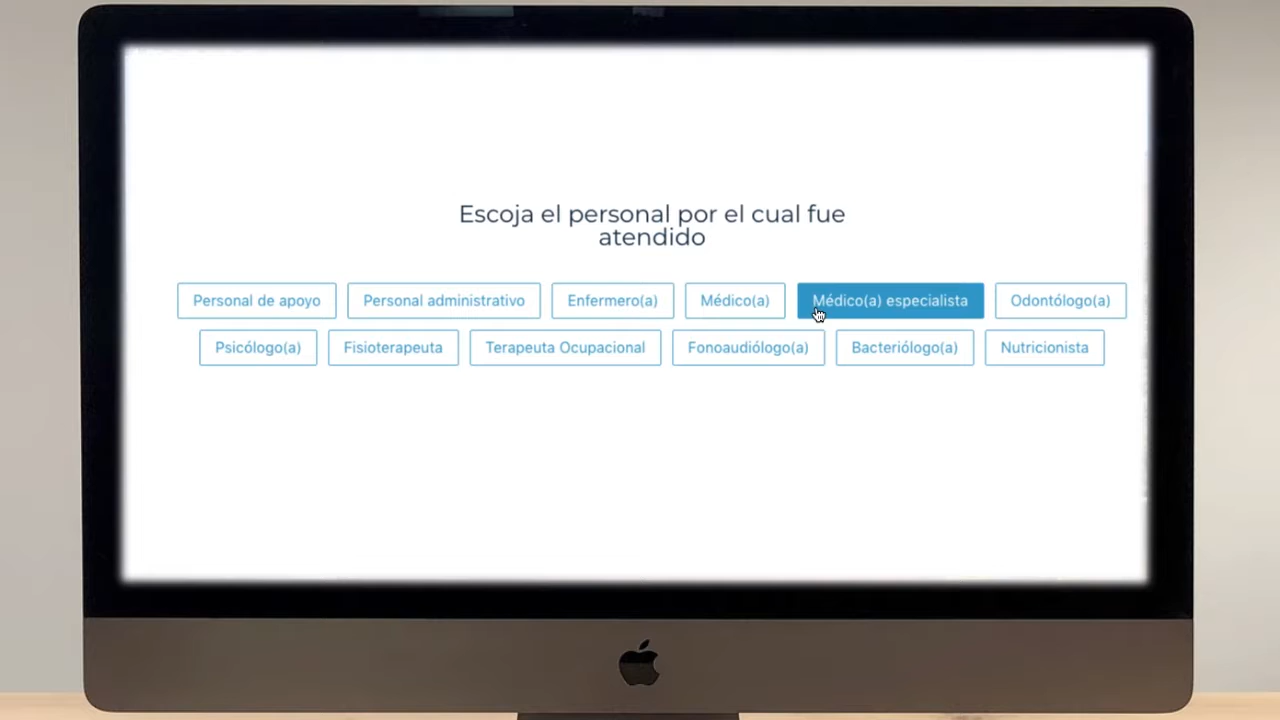 Escoja el personal por el cual fue
atendido
Personal de apoyo Personal administrativo Enfermero(a) Médico(a) Médico(a) especialista Odontólogo(a)
Psicólogo(a) Fisioterapeuta Terapeuta Ocupacional Fonoaudiólogo(a) Bacteriólogo(a) Nutricionista